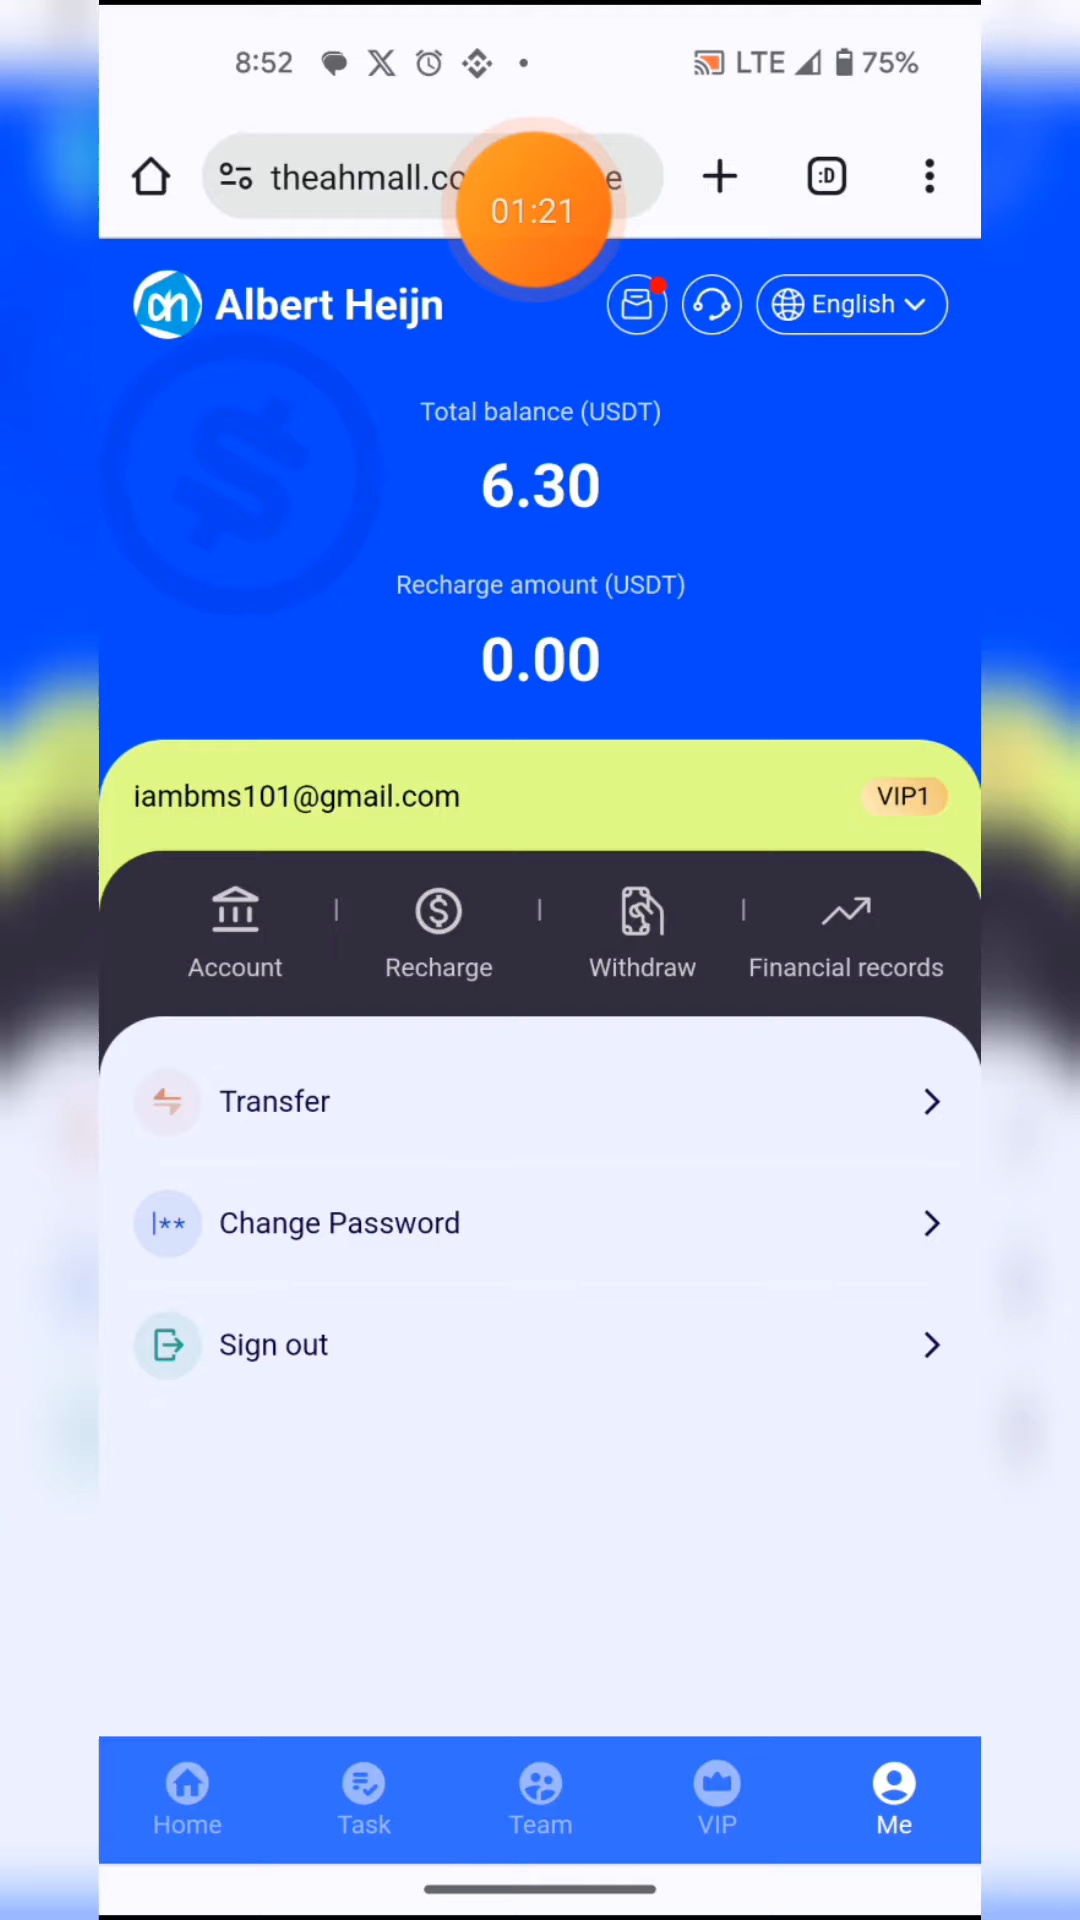 8:52 LTE 75%
theahmall.co e :D
01:21
Albert Heijn English
Total balance (USDT)
6.30
Recharge amount (USDT)
0.00
iambms101@gmail.com VIP1
Account Recharge Withdraw Financial records
Transfer
Change Password
Sign out
Home Task Team VIP Me